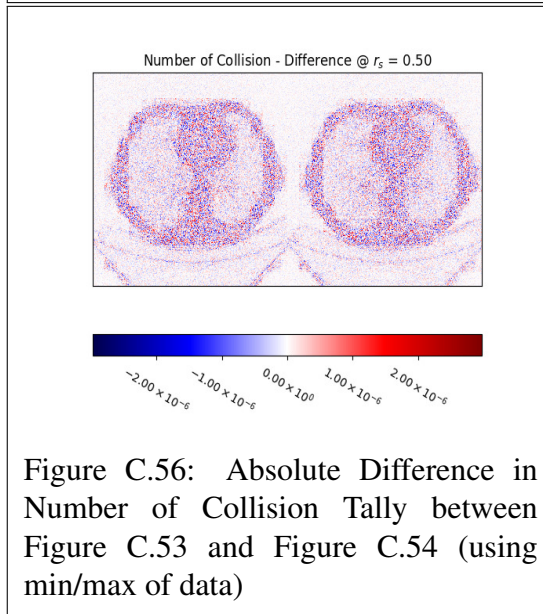 Number of Collision - Difference @ r_s = 0.50
−2.00 × 10⁻⁶ −1.00 × 10⁻⁶ 0.00 × 10⁰ 1.00 × 10⁻⁶ 2.00 × 10⁻⁶
Figure C.56: Absolute Difference in
Number of Collision Tally between
Figure C.53 and Figure C.54 (using
min/max of data)